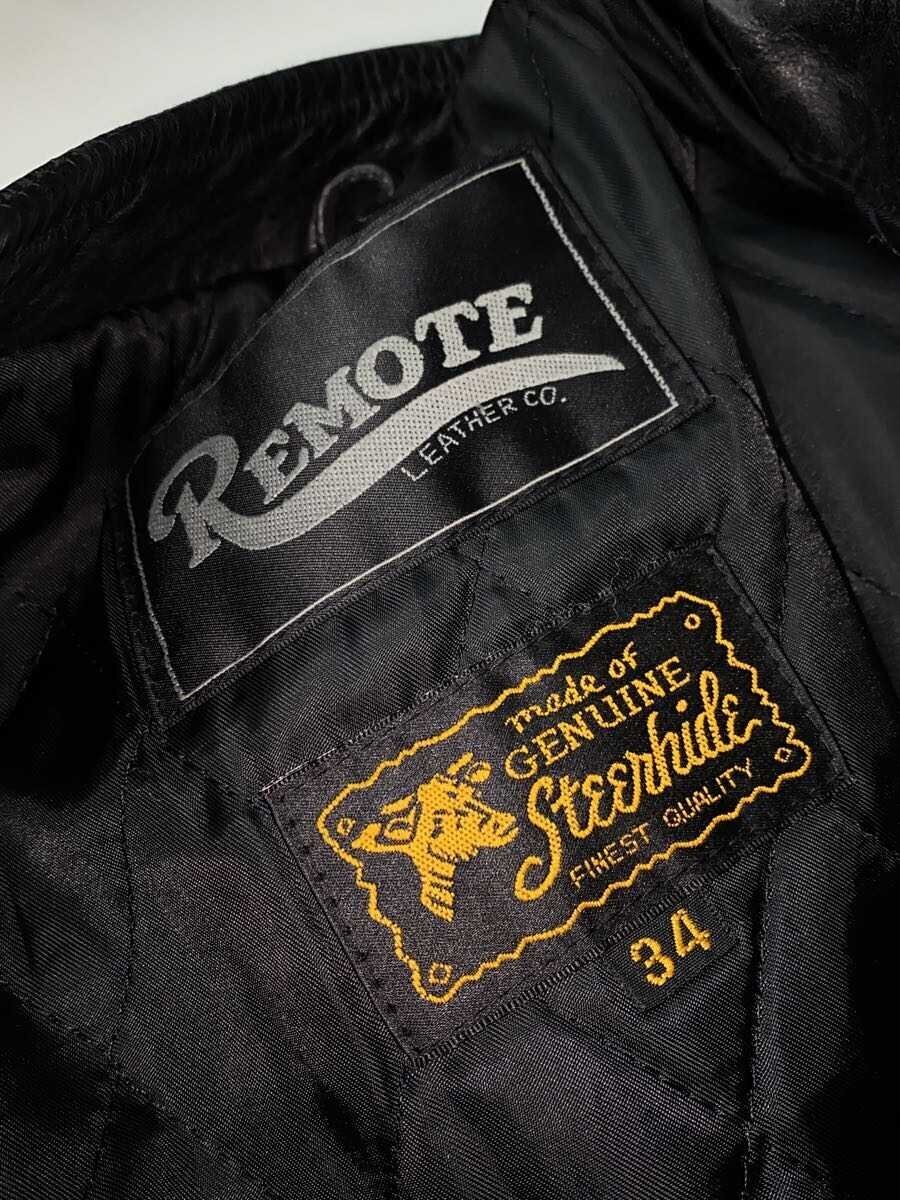 REMOTE
LEATHER CO.
made of
GENUINE
Steerhide
FINEST QUALITY
34